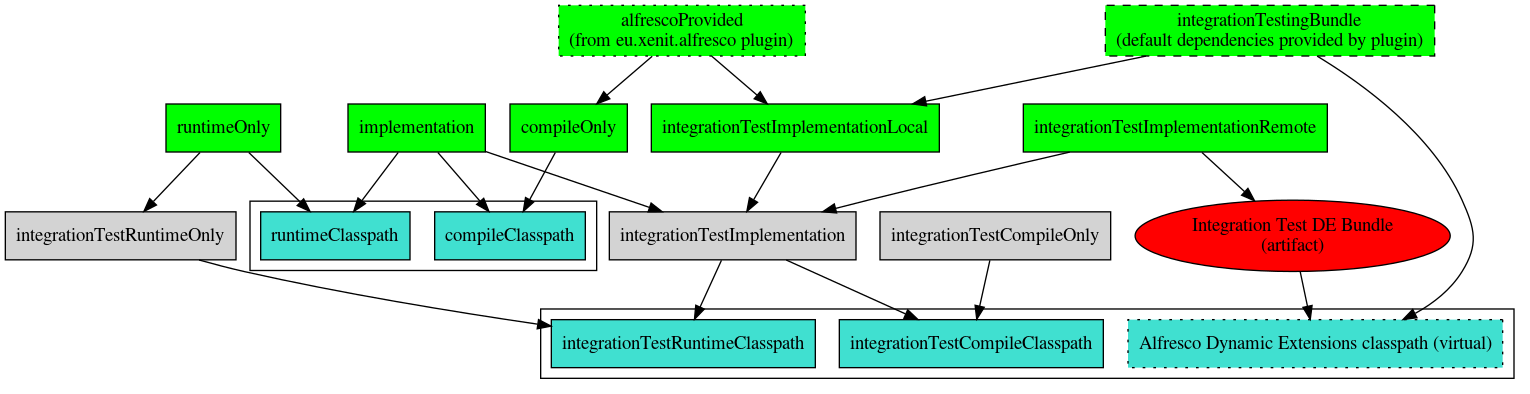 alfrescoProvided
(from eu.xenit.alfresco plugin)
integrationTestingBundle
(default dependencies provided by plugin)
runtimeOnly
implementation
compileOnly
integrationTestImplementationLocal
integrationTestImplementationRemote
integrationTestRuntimeOnly
runtimeClasspath
compileClasspath
integrationTestImplementation
integrationTestCompileOnly
Integration Test DE Bundle
(artifact)
integrationTestRuntimeClasspath
integrationTestCompileClasspath
Alfresco Dynamic Extensions classpath (virtual)